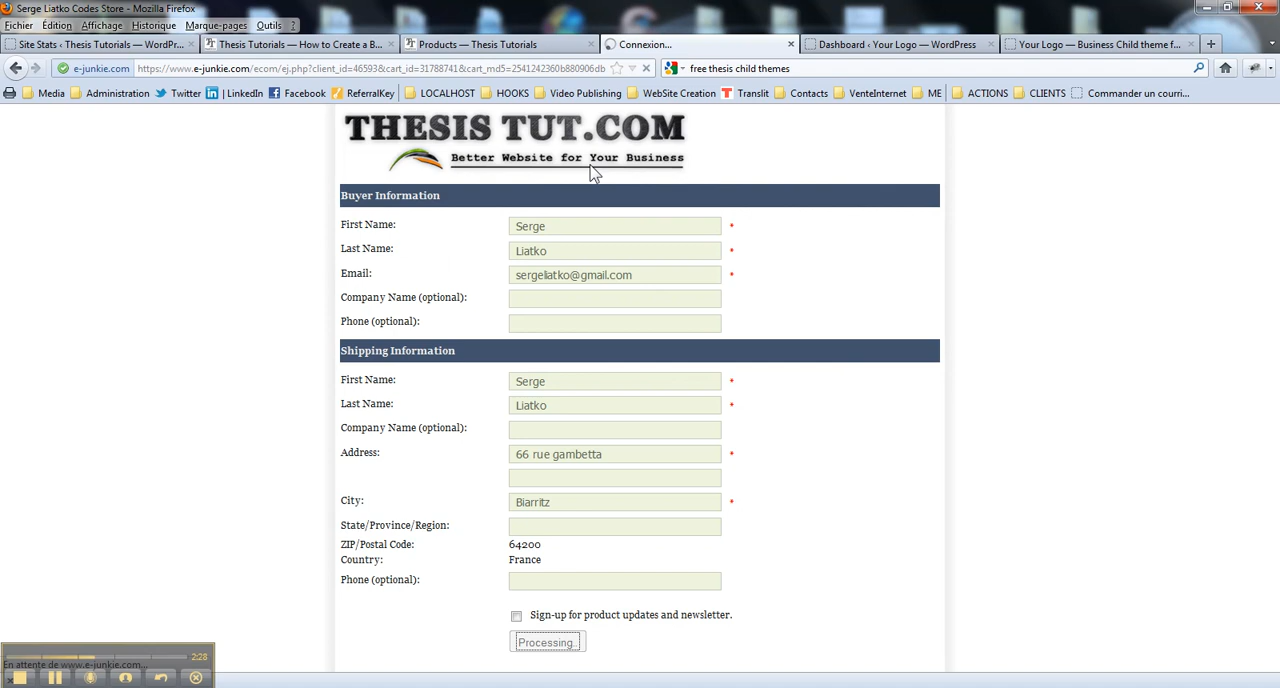 Serge Liatko Codes Store - Mozilla Firefox
Fichier Édition Affichage Historique Marque-pages Outils ?
Site Stats ‹ Thesis Tutorials — WordPr... Thesis Tutorials — How to Create a B... Products — Thesis Tutorials Connexion... Dashboard ‹ Your Logo — WordPress Your Logo — Business Child theme f...
e-junkie.com https://www.e-junkie.com/ecom/ej.php?client_id=46593&cart_id=31788741&cart_md5=2541242360b880906db free thesis child themes
Media Administration Twitter LinkedIn Facebook ReferralKey LOCALHOST HOOKS Video Publishing WebSite Creation Translit Contacts VenteInternet ME ACTIONS CLIENTS Commander un courri...
THESIS TUT.COM
Better Website for Your Business
Buyer Information
First Name: Serge *
Last Name: Liatko *
Email: sergeliatko@gmail.com *
Company Name (optional):
Phone (optional):
Shipping Information
First Name: Serge *
Last Name: Liatko *
Company Name (optional):
Address: 66 rue gambetta *
City: Biarritz *
State/Province/Region:
ZIP/Postal Code: 64200
Country: France
Phone (optional):
Sign-up for product updates and newsletter.
Processing.
2:28
En attente de www.e-junkie.com...